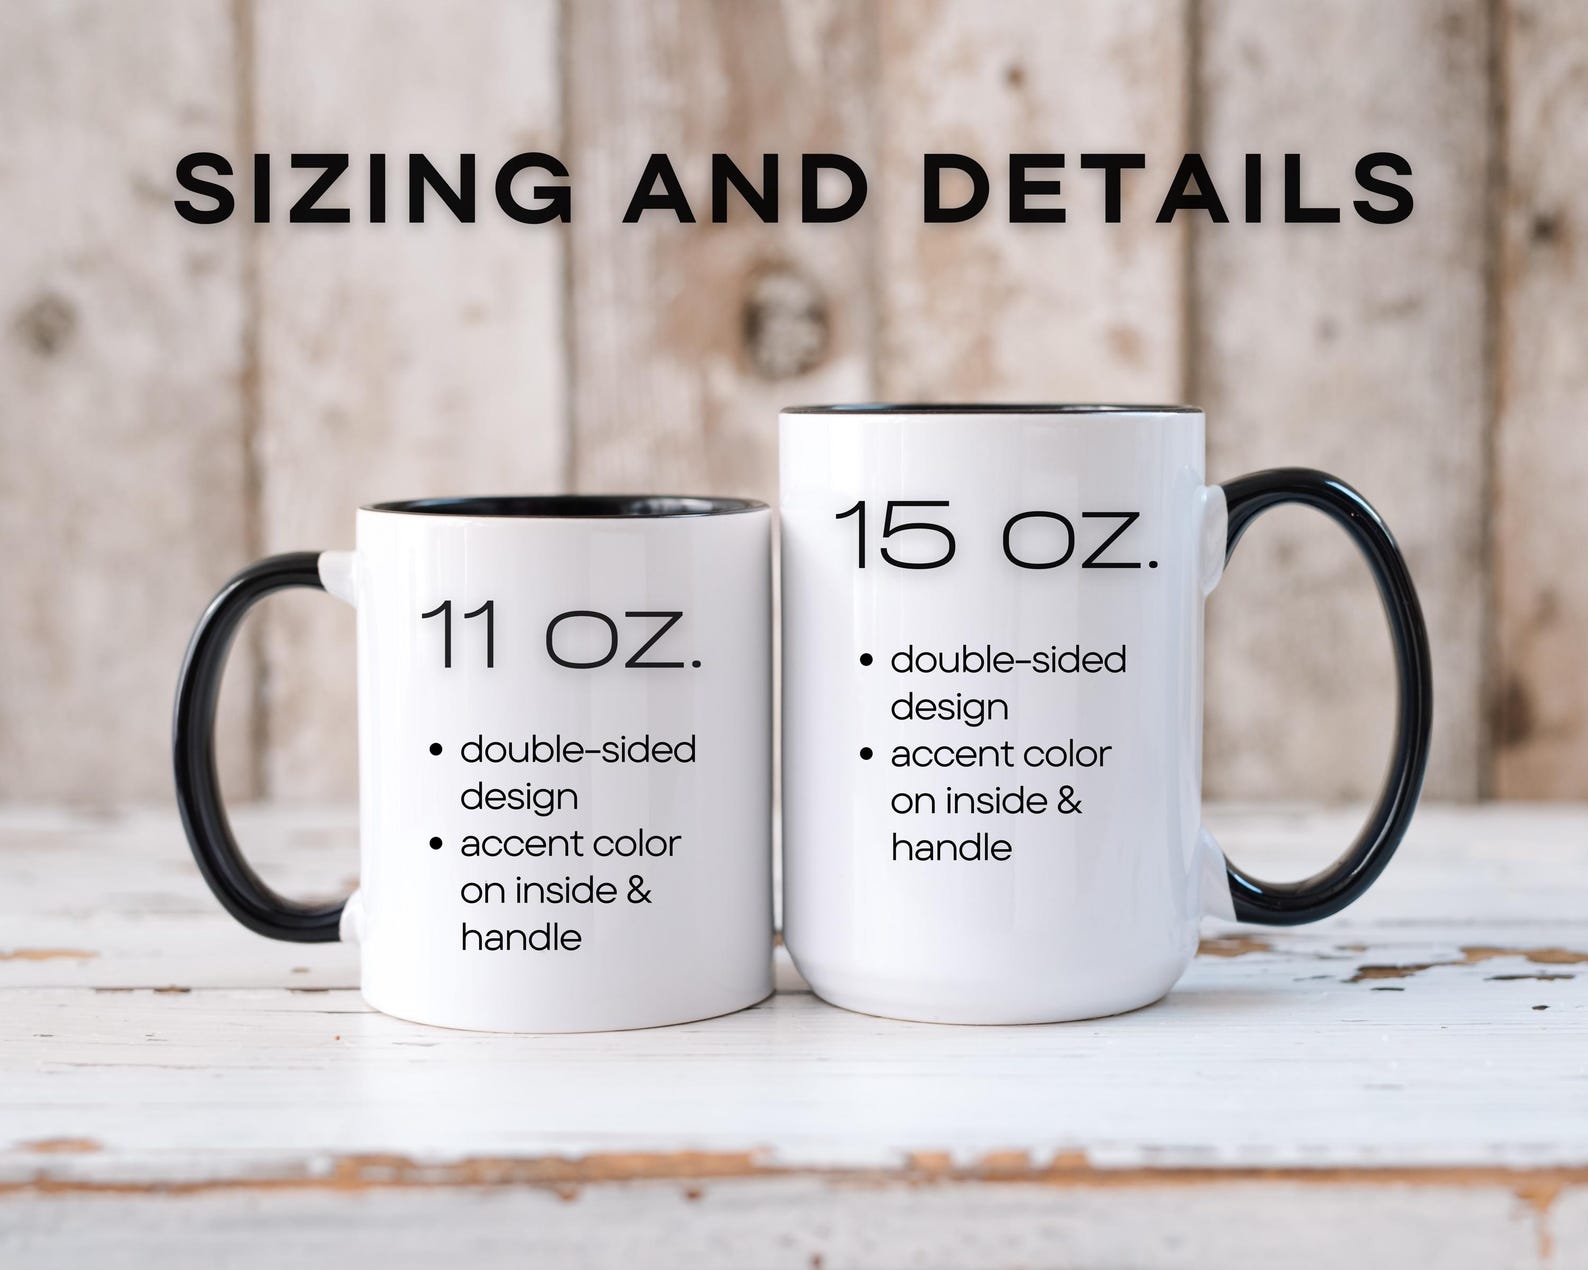 SIZING AND DETAILS
11 oz.
• double-sided
design
• accent color
on inside &
handle
15 oz.
• double-sided
design
• accent color
on inside &
handle